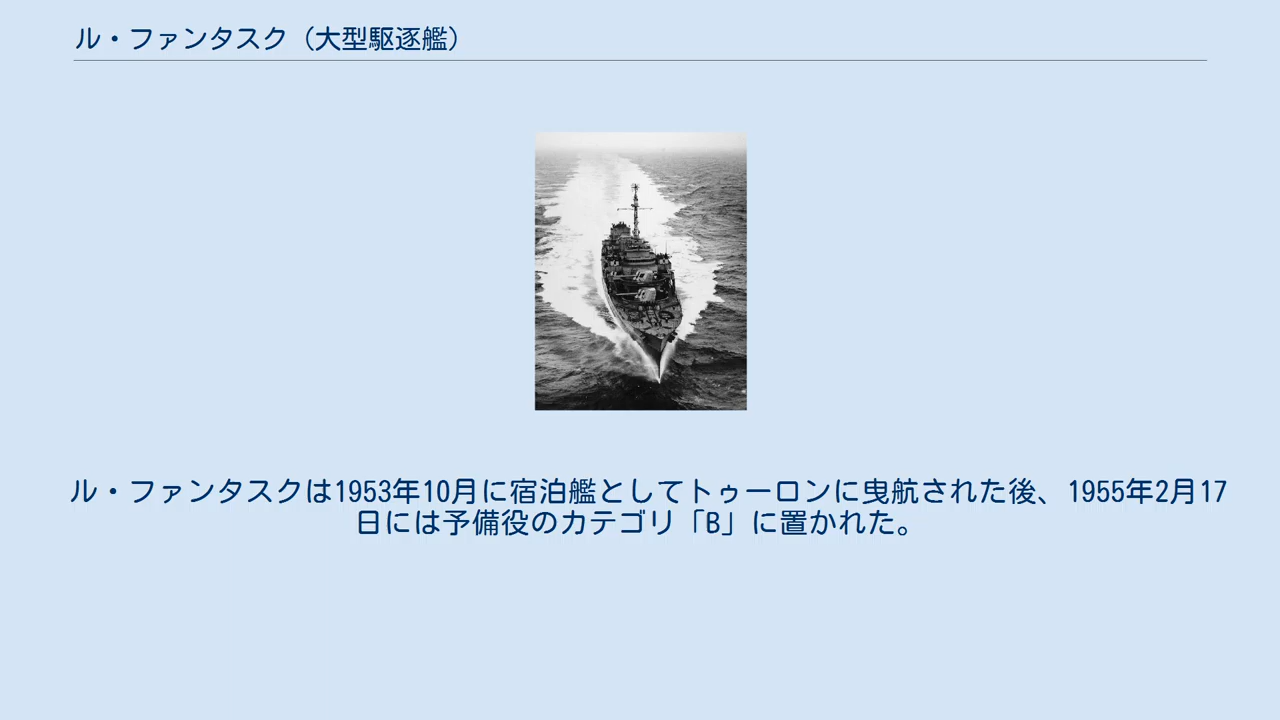 ル・ファンタスク（大型駆逐艦）
ル・ファンタスクは1953年10月に宿泊艦としてトゥーロンに曳航された後、1955年2月17
日には予備役のカテゴリ「B」に置かれた。